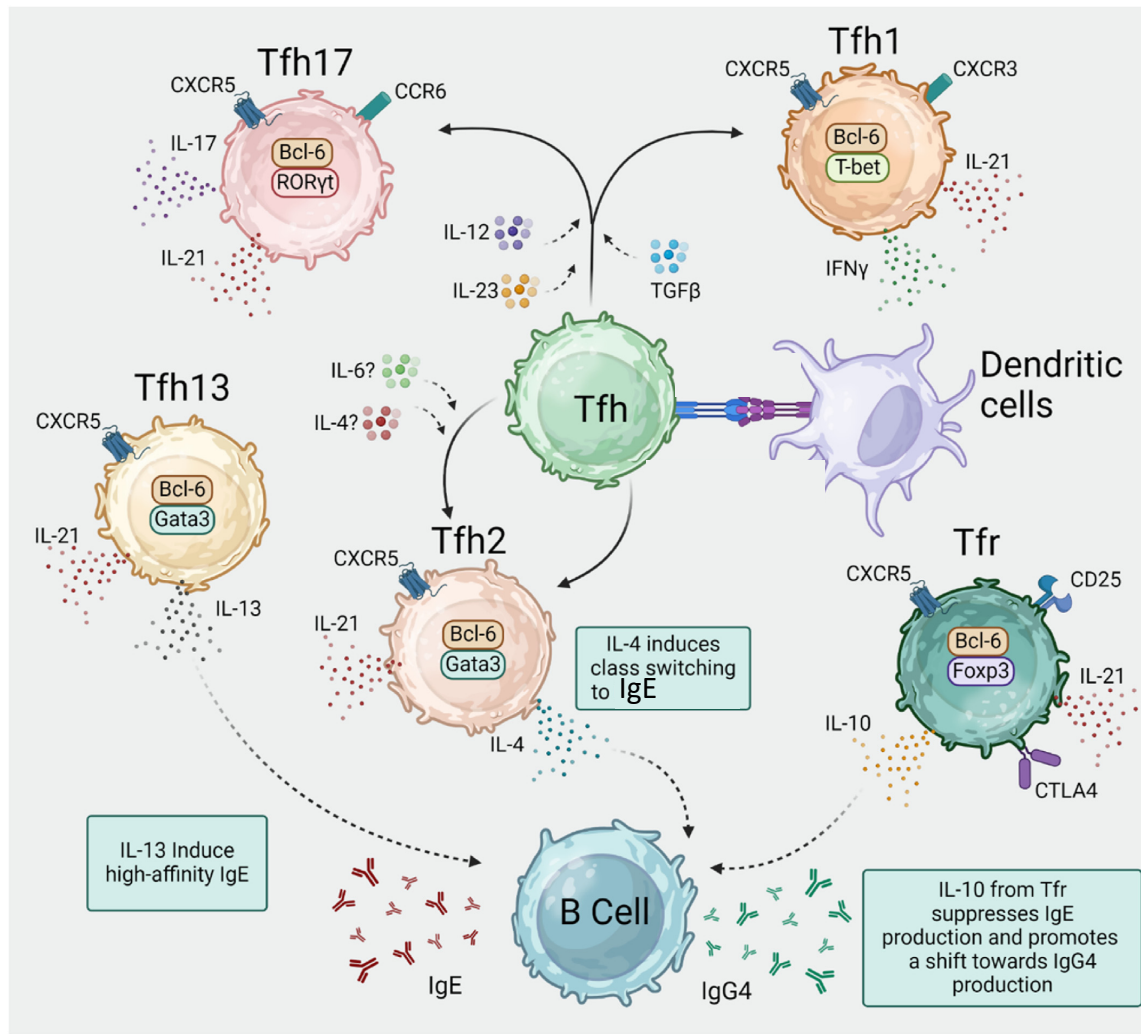 Tfh17
CXCR5
CCR6
IL-17
Bcl-6
RORγt
IL-21
Tfh1
CXCR5
CXCR3
Bcl-6
T-bet
IL-21
IFNγ
IL-12
IL-23
TGFβ
IL-6?
IL-4?
Tfh
Dendritic
cells
Tfh13
CXCR5
Bcl-6
Gata3
IL-21
IL-13
Tfh2
CXCR5
Bcl-6
Gata3
IL-21
IL-4
IL-4 induces
class switching
to IgE
Tfr
CXCR5
CD25
Bcl-6
Foxp3
IL-21
IL-10
CTLA4
IL-13 Induce
high-affinity IgE
B Cell
IgE
IgG4
IL-10 from Tfr
suppresses IgE
production and promotes
a shift towards IgG4
production